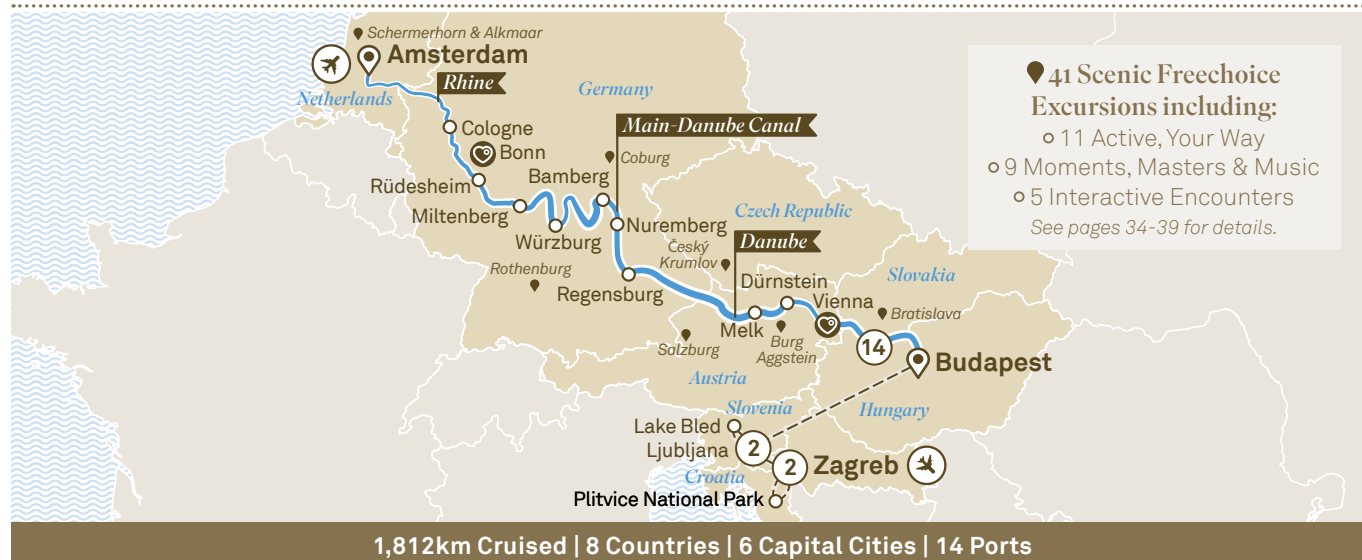 Schermerhorn & Alkmaar
Amsterdam
Netherlands
Rhine
Germany
Cologne
Bonn
Rüdesheim
Miltenberg
Würzburg
Bamberg
Coburg
Main-Danube Canal
Nuremberg
Rothenburg
Regensburg
Czech Republic
Český
Krumlov
Danube
Dürnstein
Vienna
Melk
Burg
Aggstein
Salzburg
Austria
Slovakia
Bratislava
14
Budapest
Hungary
Slovenia
Lake Bled
Ljubljana
2
2
Zagreb
Croatia
Plitvice National Park
41 Scenic Freechoice
Excursions including:
11 Active, Your Way
9 Moments, Masters & Music
5 Interactive Encounters
See pages 34-39 for details.
1,812km Cruised | 8 Countries | 6 Capital Cities | 14 Ports